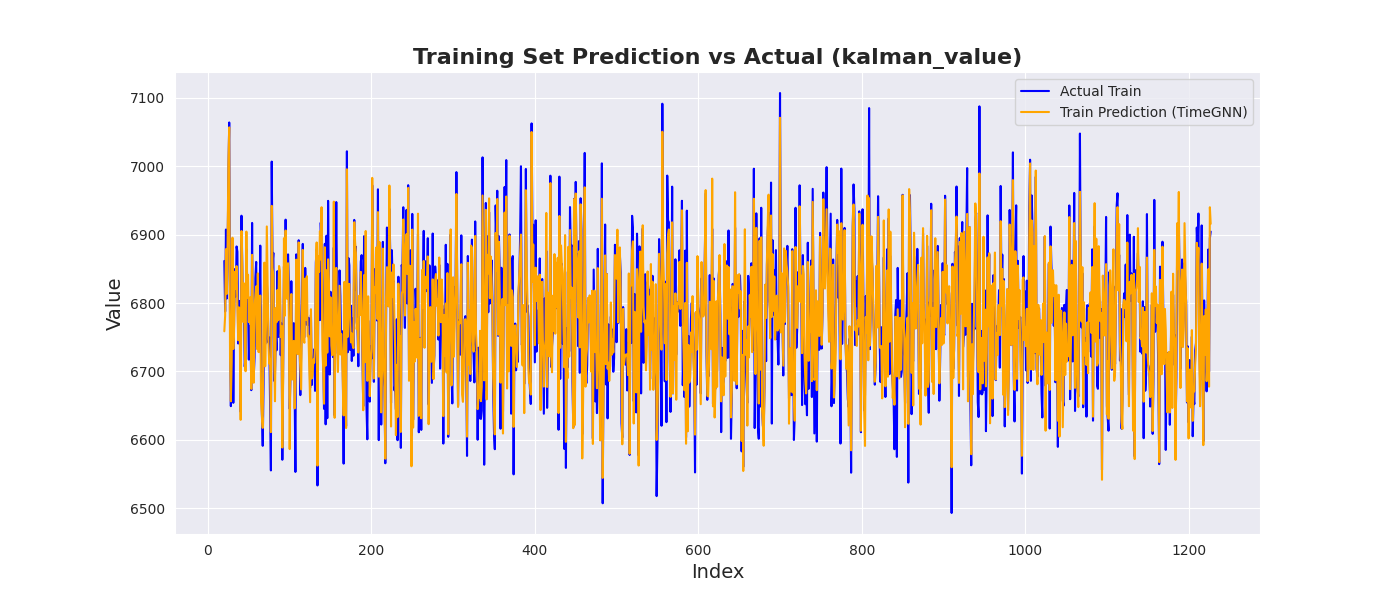 Training Set Prediction vs Actual (kalman_value)
Actual Train
Train Prediction (TimeGNN)
7100
7000
6900
6800
6700
6600
6500
Value
0 200 400 600 800 1000 1200
Index